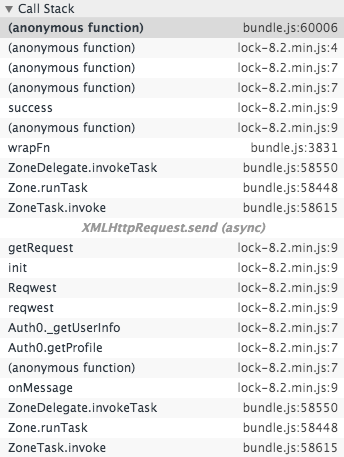 ▼ Call Stack
(anonymous function) bundle.js:60006
(anonymous function) lock-8.2.min.js:4
(anonymous function) lock-8.2.min.js:7
(anonymous function) lock-8.2.min.js:7
success lock-8.2.min.js:9
(anonymous function) lock-8.2.min.js:9
wrapFn bundle.js:3831
ZoneDelegate.invokeTask bundle.js:58550
Zone.runTask bundle.js:58448
ZoneTask.invoke bundle.js:58615
XMLHttpRequest.send (async)
getRequest lock-8.2.min.js:9
init lock-8.2.min.js:9
Reqwest lock-8.2.min.js:9
reqwest lock-8.2.min.js:9
Auth0._getUserInfo lock-8.2.min.js:7
Auth0.getProfile lock-8.2.min.js:7
(anonymous function) lock-8.2.min.js:7
onMessage lock-8.2.min.js:9
ZoneDelegate.invokeTask bundle.js:58550
Zone.runTask bundle.js:58448
ZoneTask.invoke bundle.js:58615